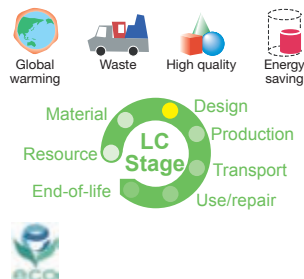 Global warming
Waste
High quality
Energy saving
Material
Design
Production
Resource
LC Stage
Transport
End-of-life
Use/repair
eco